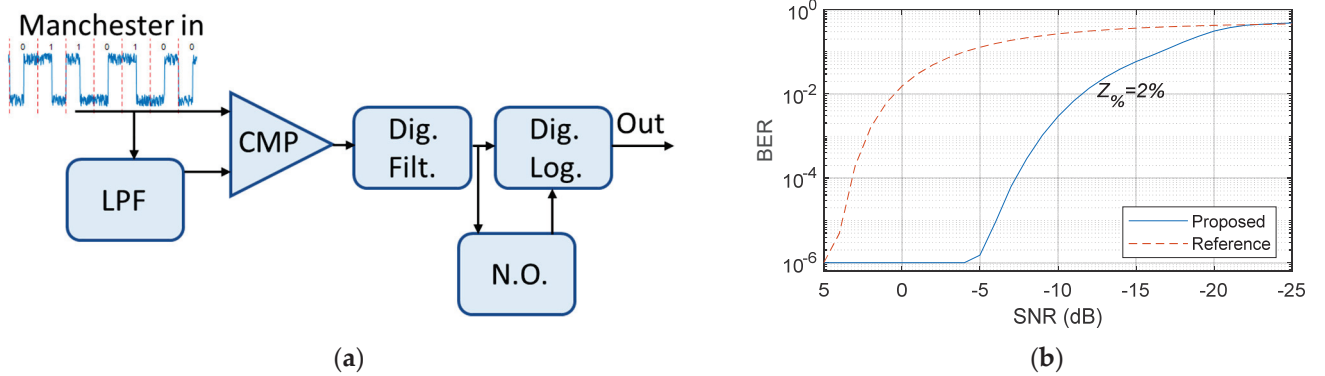 Manchester in
0 1 1 0 1 0 0
CMP
LPF
Dig.
Filt.
Dig.
Log.
Out
N.O.
(a)
BER
10^0
10^-2
10^-4
10^-6
Z_%=2%
Proposed
Reference
5 0 -5 -10 -15 -20 -25
SNR (dB)
(b)